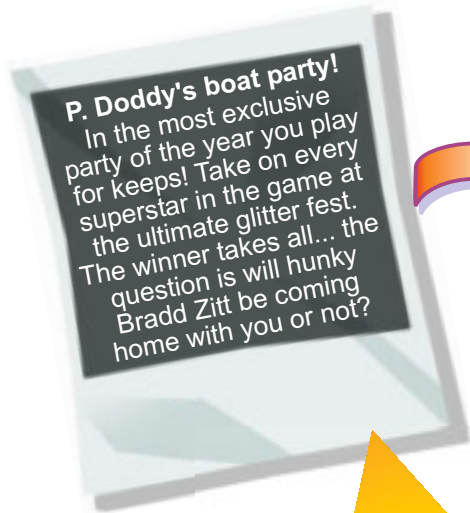 P. Doddy's boat party!
In the most exclusive
party of the year you play
for keeps! Take on every
superstar in the game at
the ultimate glitter fest.
The winner takes all... the
question is will hunky
Bradd Zitt be coming
home with you or not?